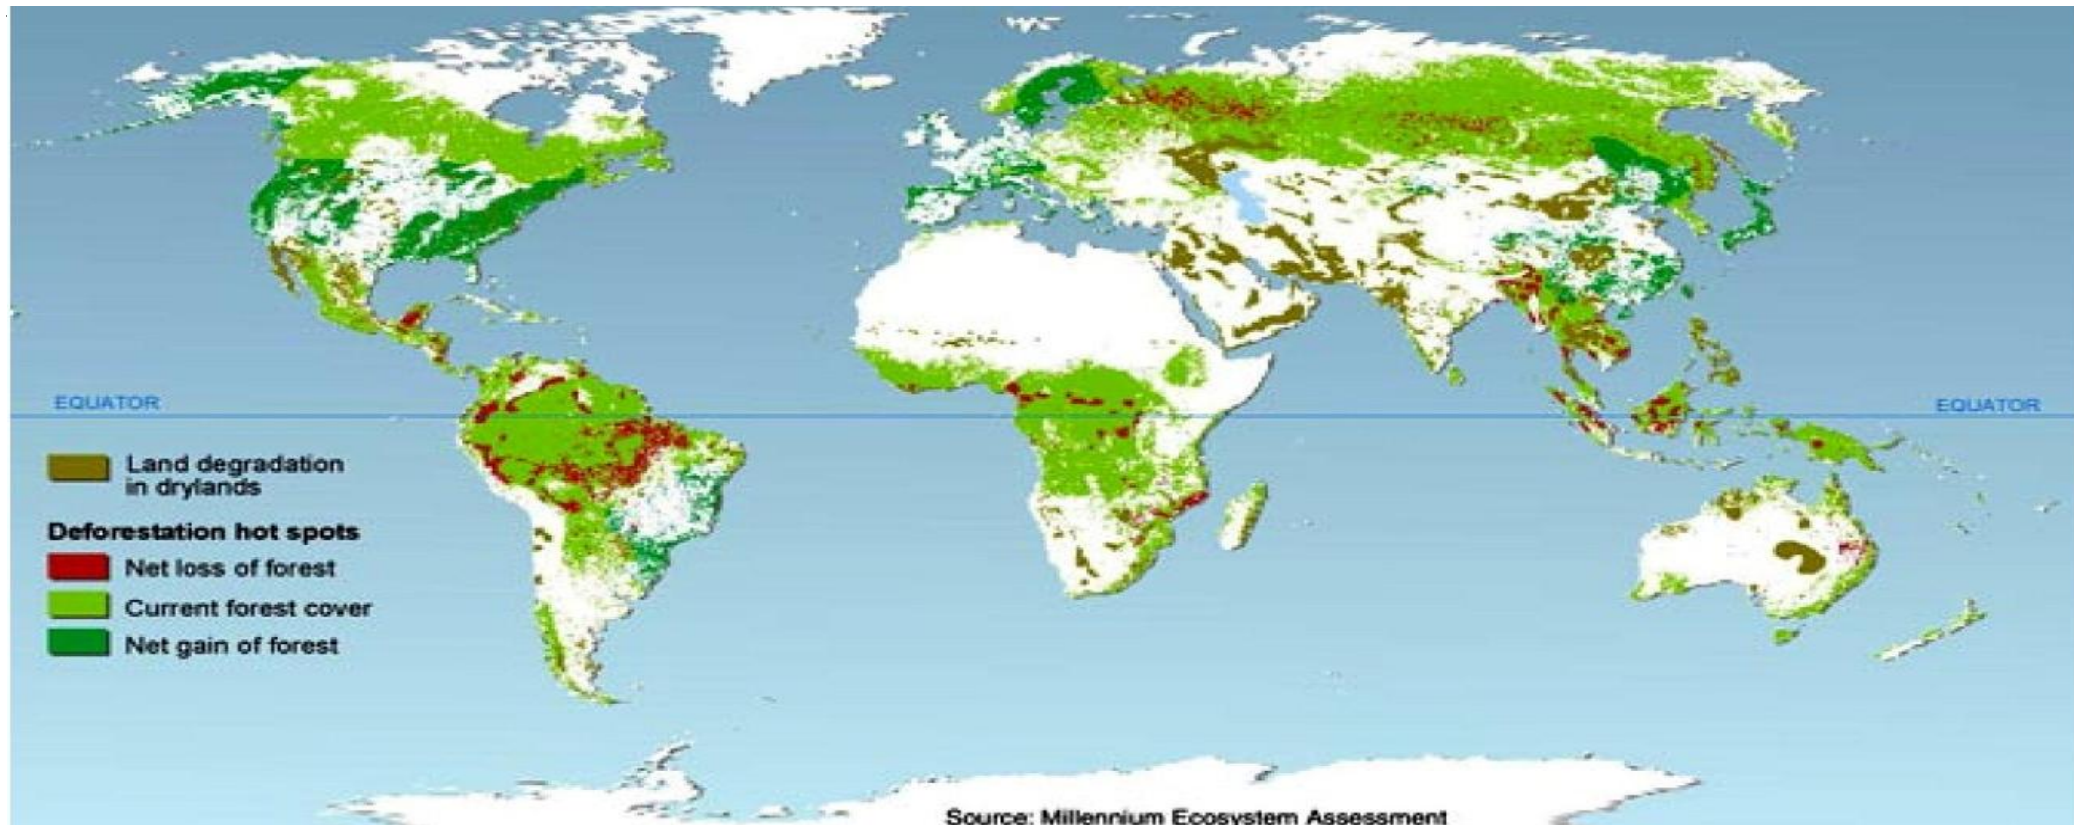 EQUATOR
EQUATOR
Land degradation
in drylands
Deforestation hot spots
Net loss of forest
Current forest cover
Net gain of forest
Source: Millennium Ecosystem Assessment